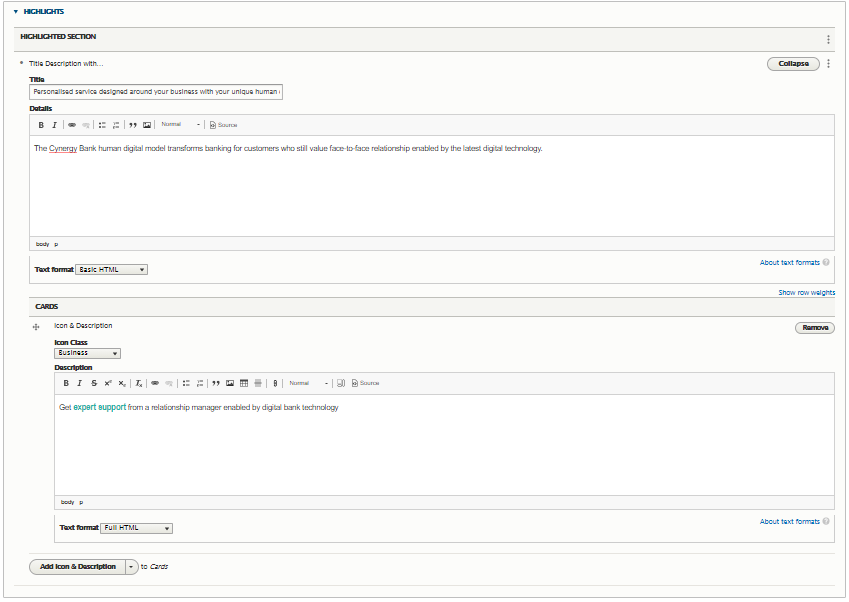 HIGHLIGHTS
HIGHLIGHTED SECTION
Title Description with...
Collapse
Title
Personalised service designed around your business with your unique human
Details
B I Normal Source
The Cynergy Bank human digital model transforms banking for customers who still value face-to-face relationship enabled by the latest digital technology.
body p
Text format Basic HTML
About text formats ?
Show row weights
CARDS
Icon & Description
Remove
Icon Class
Business
Description
B I S x² x₂ Tx Normal Source
Get expert support from a relationship manager enabled by digital bank technology
body p
Text format Full HTML
About text formats ?
Add Icon & Description to Cards